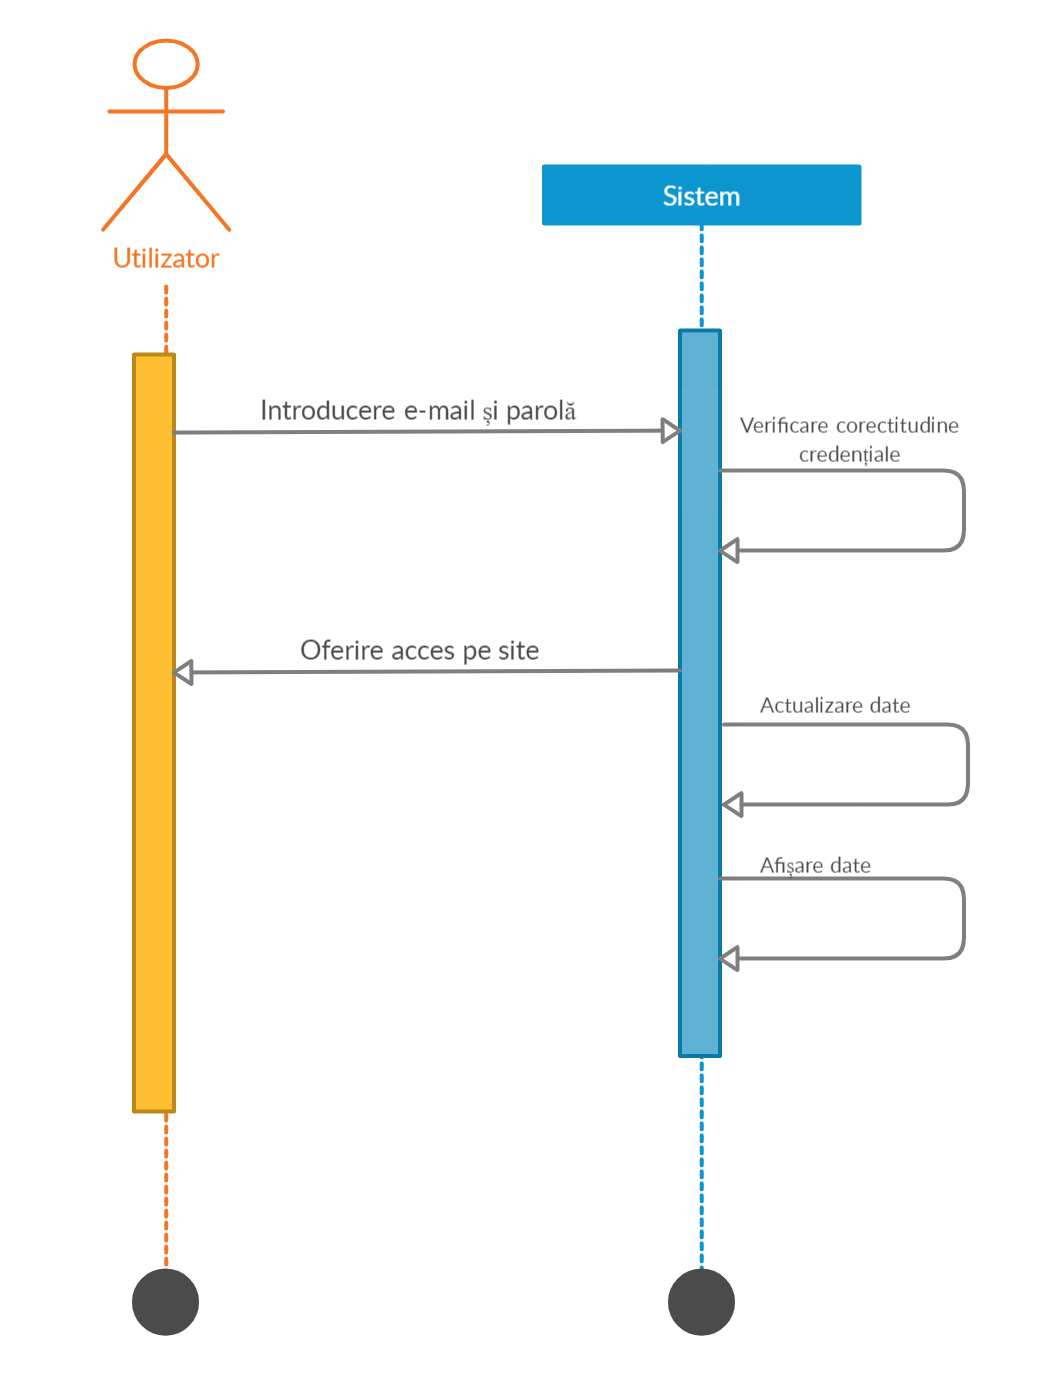 Utilizator
Sistem
Introducere e-mail și parolă
Verificare corectitudine
credențiale
Oferire acces pe site
Actualizare date
Afișare date